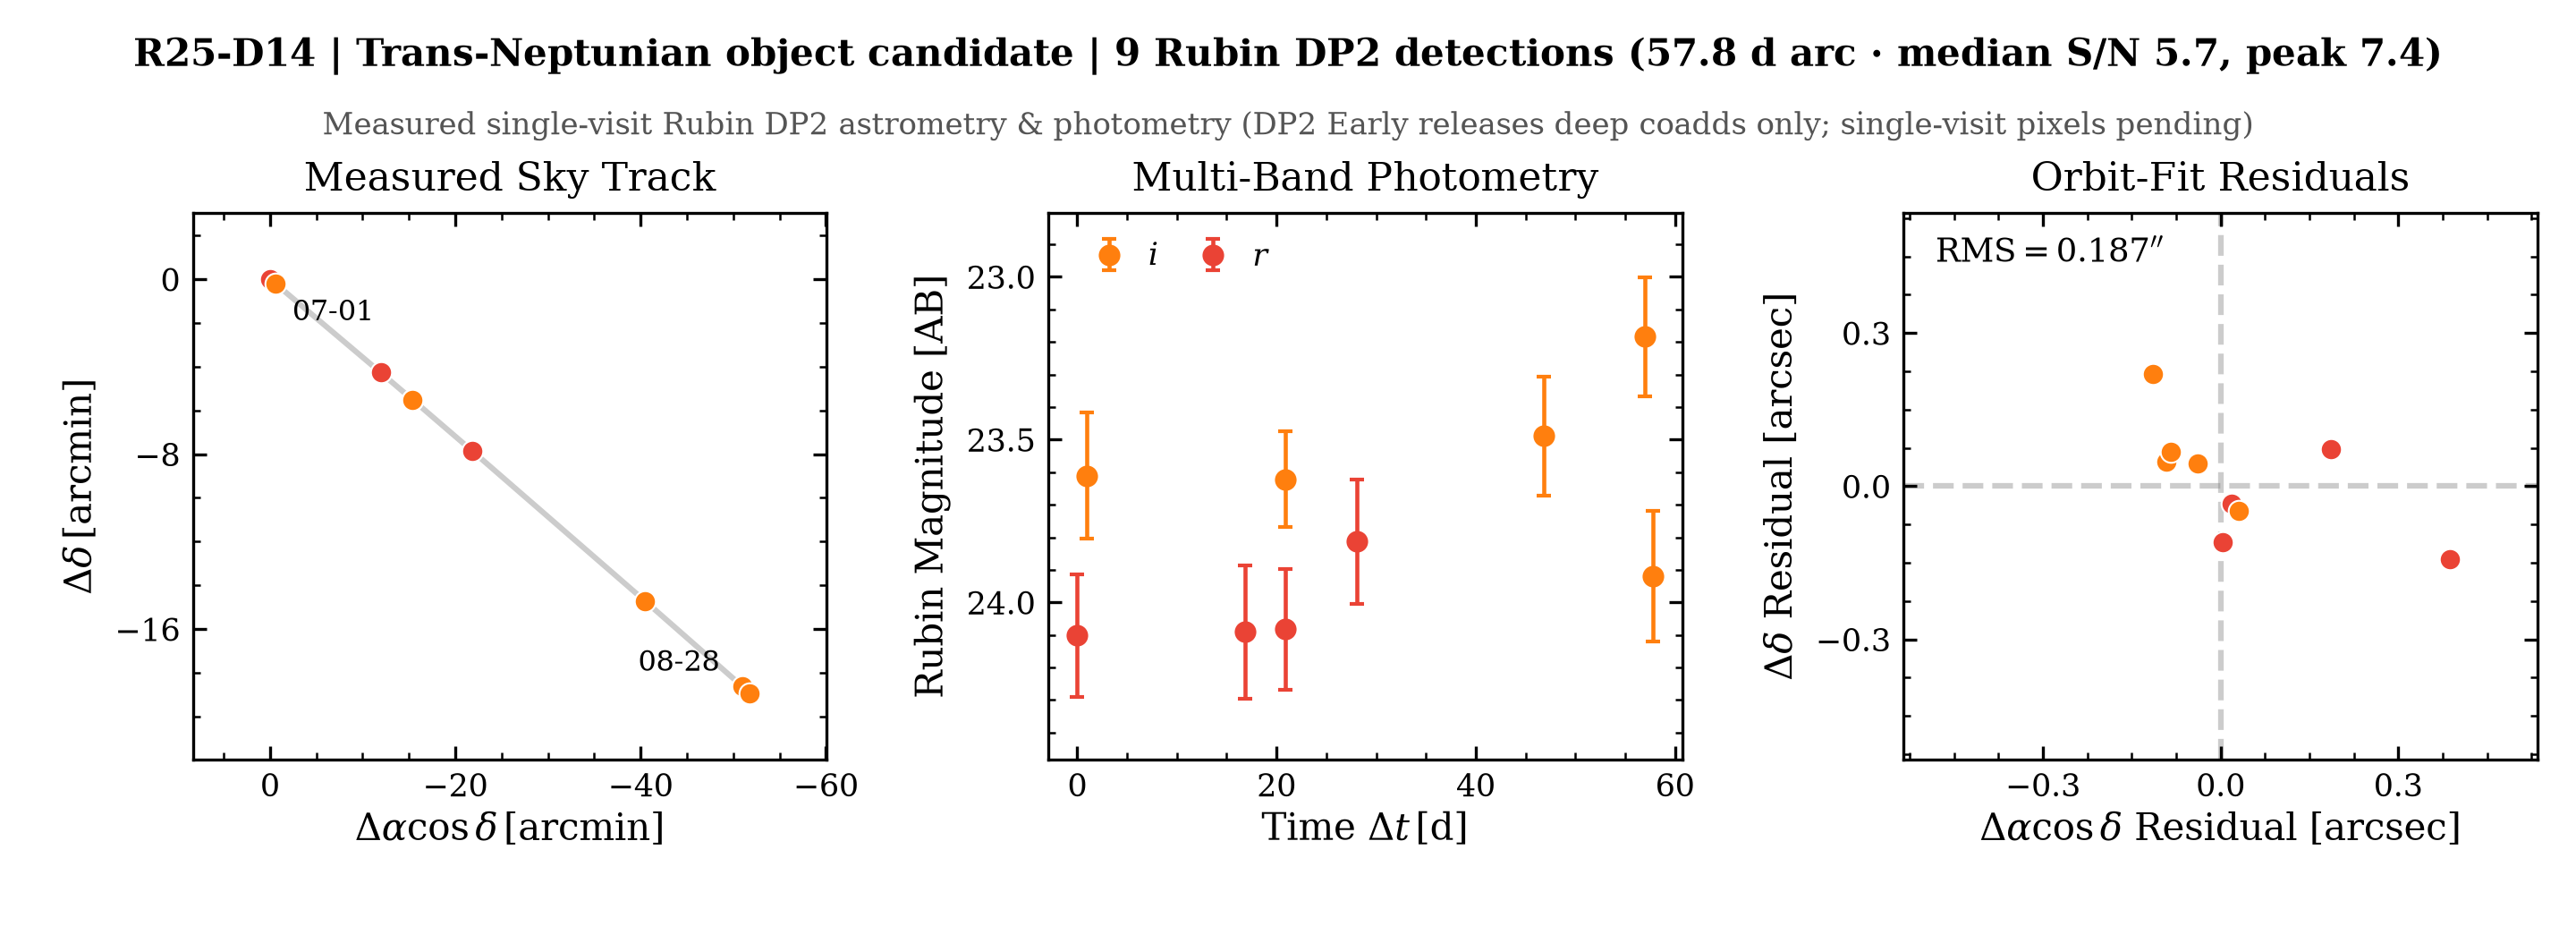 R25-D14 | Trans-Neptunian object candidate | 9 Rubin DP2 detections (57.8 d arc · median S/N 5.7, peak 7.4)
Measured single-visit Rubin DP2 astrometry & photometry (DP2 Early releases deep coadds only; single-visit pixels pending)
Measured Sky Track
0
−8
−16
Δδ [arcmin]
07-01
08-28
0
−20
−40
−60
Δα cos δ [arcmin]
Multi-Band Photometry
i
r
23.0
23.5
24.0
Rubin Magnitude [AB]
0
20
40
60
Time Δt [d]
Orbit-Fit Residuals
RMS = 0.187″
0.3
0.0
−0.3
Δδ Residual [arcsec]
−0.3
0.0
0.3
Δα cos δ Residual [arcsec]